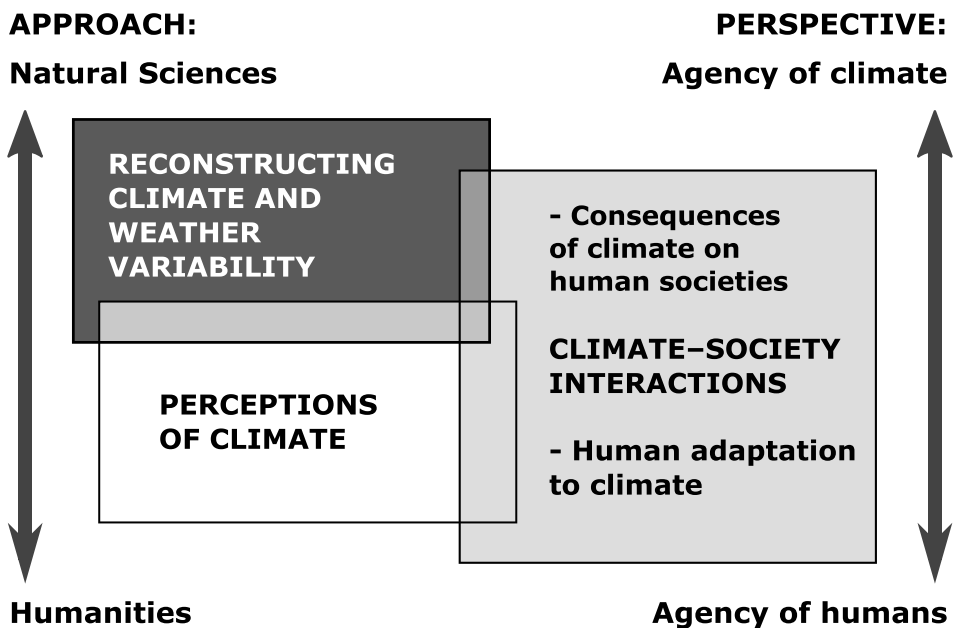 APPROACH:
PERSPECTIVE:
Natural Sciences
Agency of climate
RECONSTRUCTING
CLIMATE AND
WEATHER
VARIABILITY
- Consequences
of climate on
human societies
CLIMATE–SOCIETY
INTERACTIONS
- Human adaptation
to climate
PERCEPTIONS
OF CLIMATE
Humanities
Agency of humans